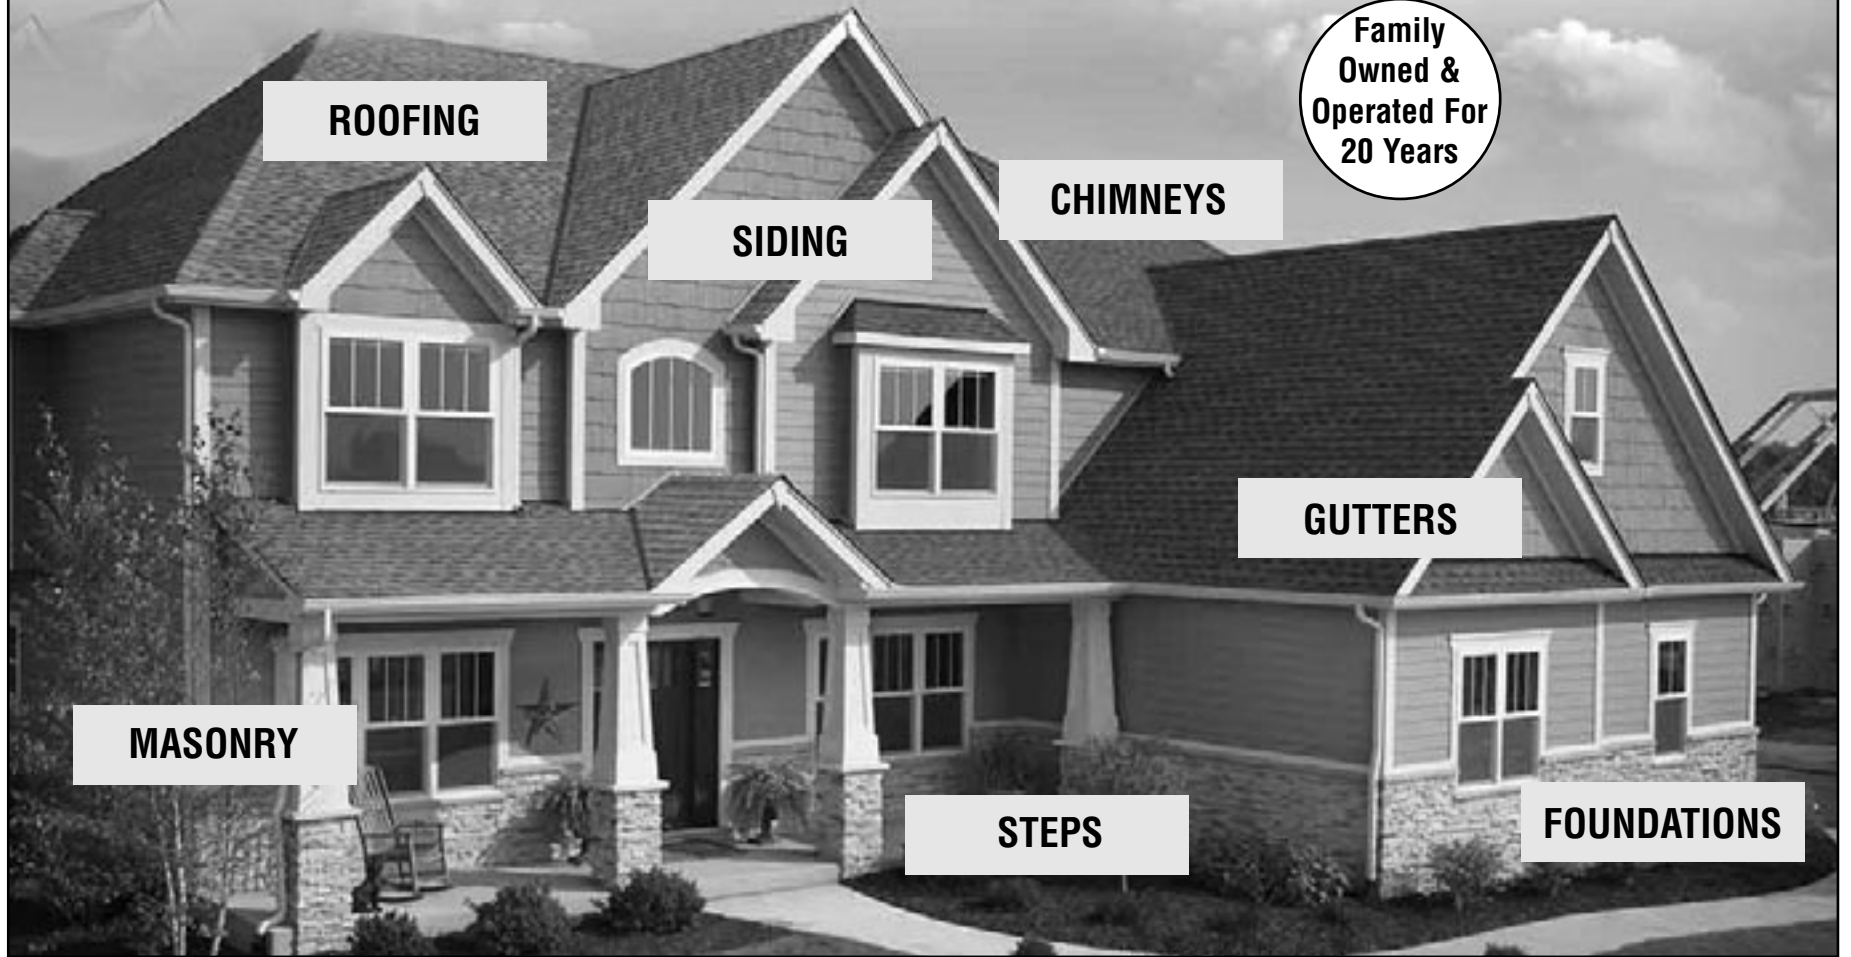 Family
Owned &
Operated For
20 Years
ROOFING
CHIMNEYS
SIDING
GUTTERS
MASONRY
STEPS
FOUNDATIONS